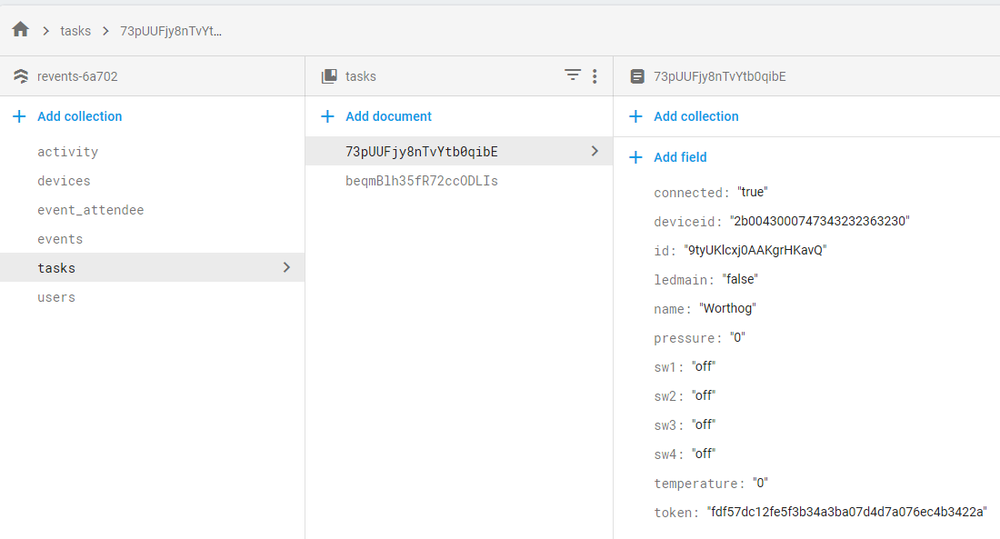 tasks 73pUUFjy8nTvYt...
revents-6a702
Add collection
activity
devices
event_attendee
events
tasks
users
tasks
Add document
73pUUFjy8nTvYtb0qibE
beqmBlh35fR72ccODLIs
73pUUFjy8nTvYtb0qibE
Add collection
Add field
connected: "true"
deviceid: "2b0043000747343232363230"
id: "9tyUKlcxj0AAKgrHKavQ"
ledmain: "false"
name: "Worthog"
pressure: "0"
sw1: "off"
sw2: "off"
sw3: "off"
sw4: "off"
temperature: "0"
token: "fdf57dc12fe5f3b34a3ba07d4d7a076ec4b3422a"